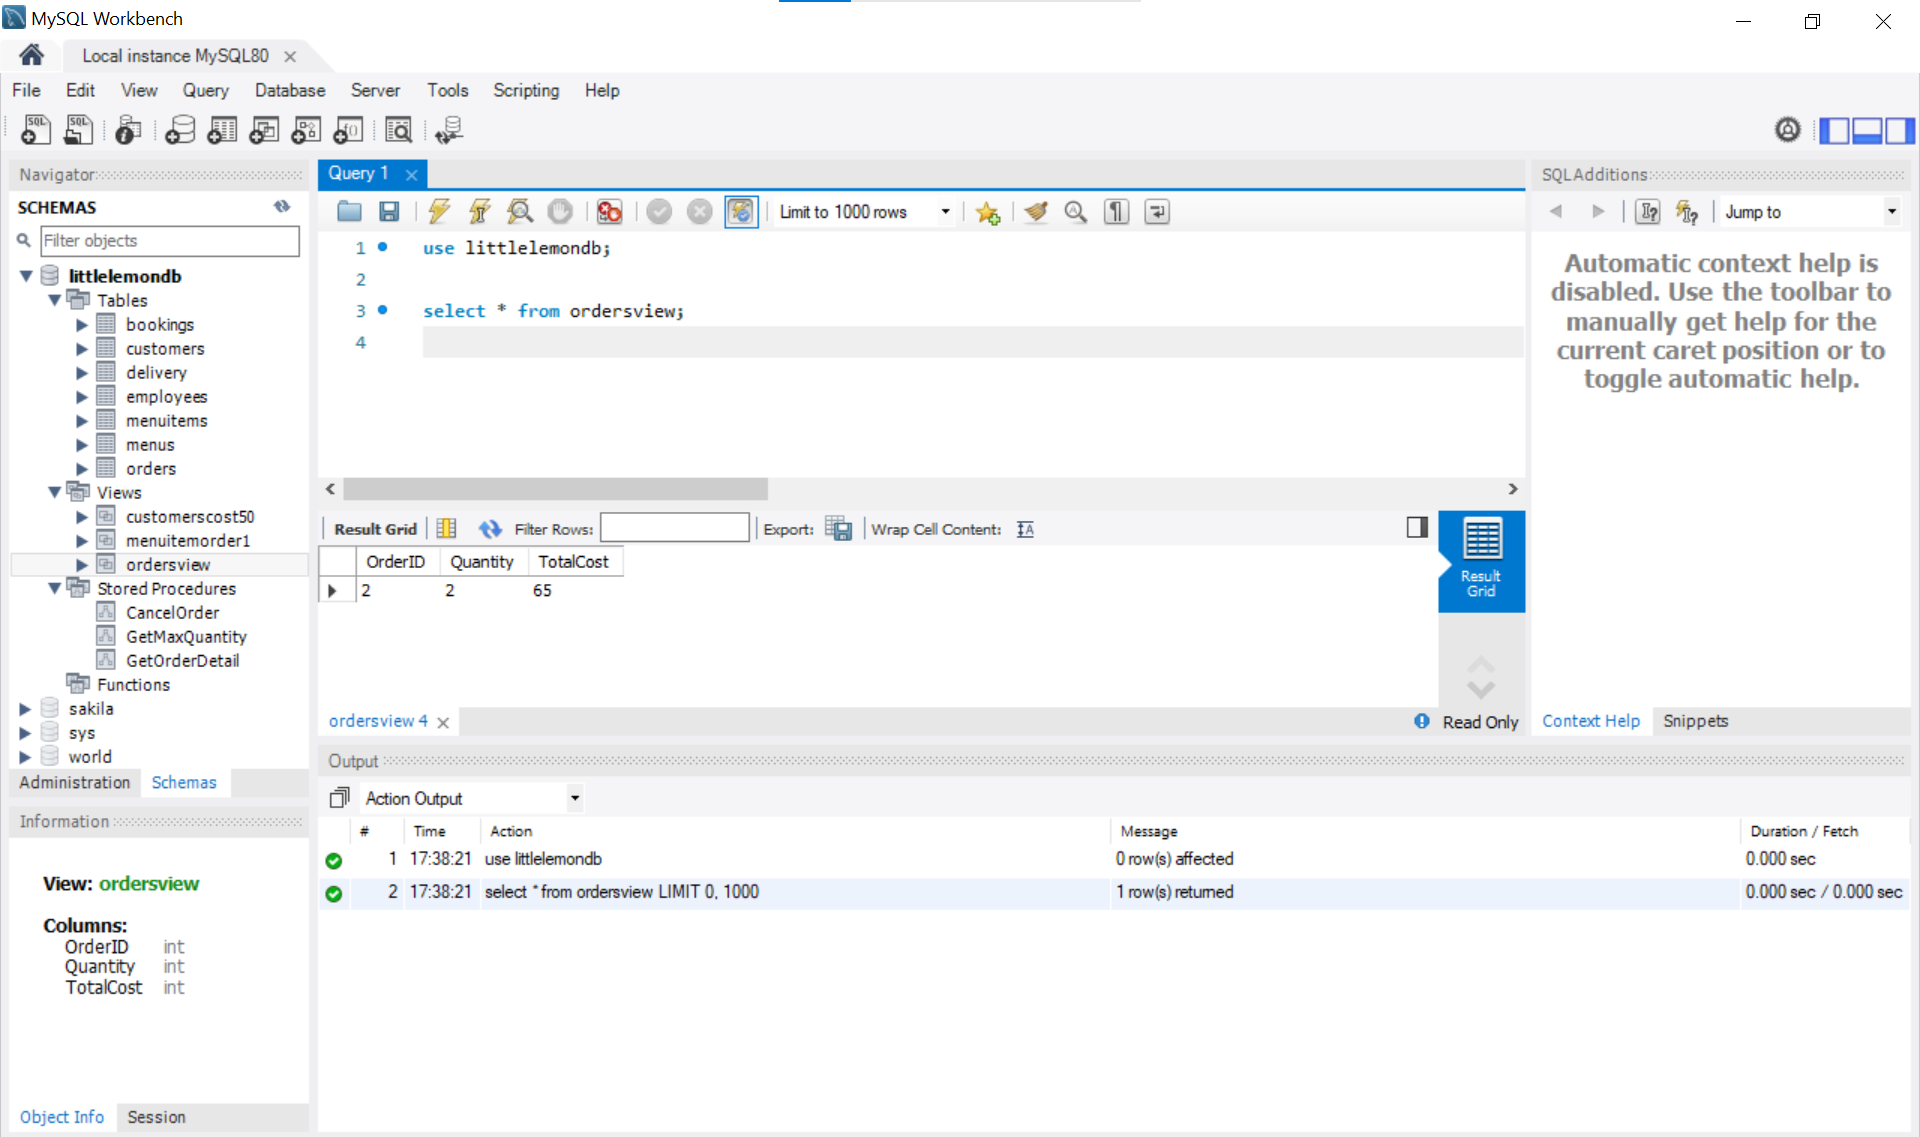 MySQL Workbench
Local instance MySQL80
File Edit View Query Database Server Tools Scripting Help
SQL SQL
Navigator
SCHEMAS
Filter objects
littlelemondb
Tables
bookings
customers
delivery
employees
menuitems
menus
orders
Views
customerscost50
menuitemorder1
ordersview
Stored Procedures
CancelOrder
GetMaxQuantity
GetOrderDetail
Functions
sakila
sys
world
Administration Schemas
Information
View: ordersview
Columns:
OrderID int
Quantity int
TotalCost int
Object Info Session
Query 1
Limit to 1000 rows
1 use littlelemondb;
2
3 select * from ordersview;
4
Result Grid Filter Rows: Export: Wrap Cell Content:
OrderID Quantity TotalCost
2 2 65
Result
Grid
ordersview 4 Read Only
SQLAdditions
Jump to
Automatic context help is
disabled. Use the toolbar to
manually get help for the
current caret position or to
toggle automatic help.
Context Help Snippets
Output
Action Output
# Time Action Message Duration / Fetch
1 17:38:21 use littlelemondb 0 row(s) affected 0.000 sec
2 17:38:21 select * from ordersview LIMIT 0, 1000 1 row(s) returned 0.000 sec / 0.000 sec